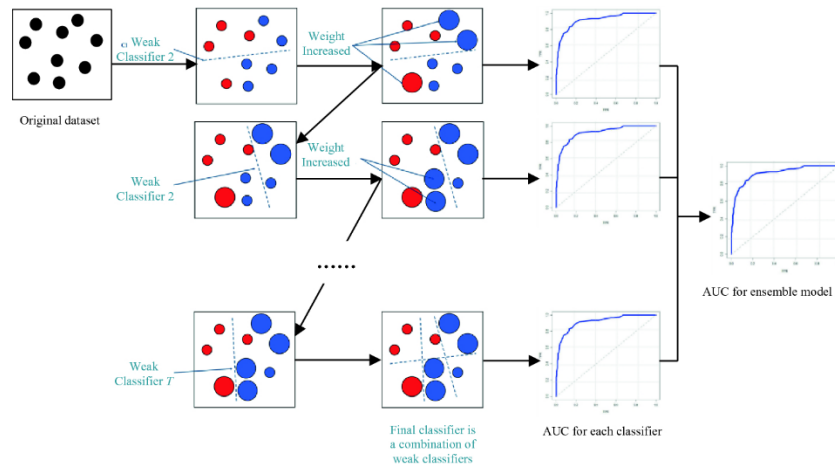 Weak
Classifier 2
Weight
Increased
Original dataset
Weak
Classifier 2
Weight
Increased
......
AUC for ensemble model
Weak
Classifier T
Final classifier is
a combination of
weak classifiers
AUC for each classifier